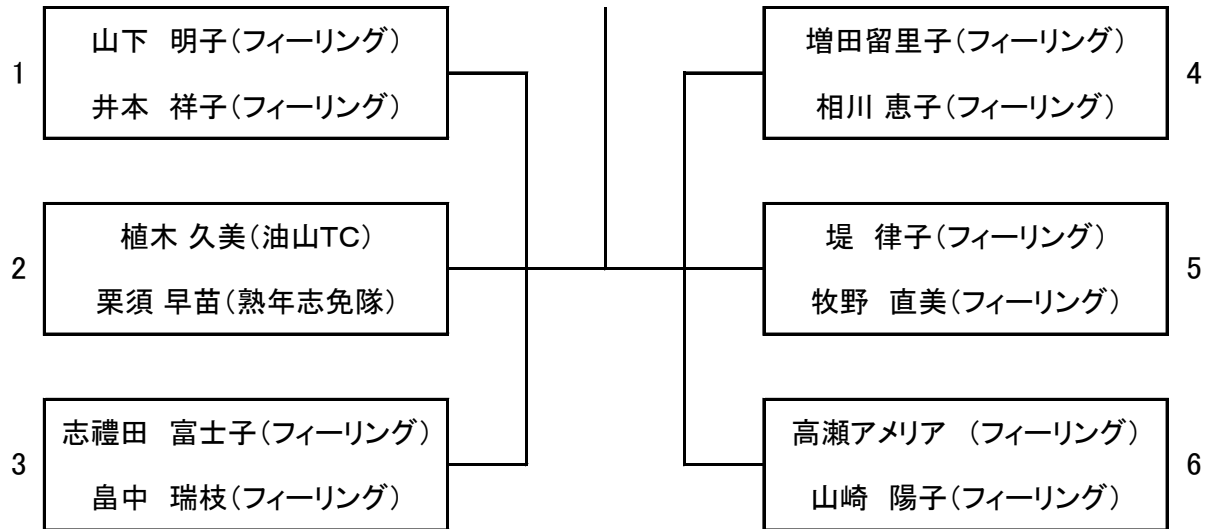 1
山下　明子（フィーリング）
井本　祥子（フィーリング）
2
植木 久美（油山TC）
栗須 早苗（熟年志免隊）
3
志禮田　富士子（フィーリング）
畠中　瑞枝（フィーリング）
増田留里子（フィーリング）
相川 恵子（フィーリング）
4
堤　律子（フィーリング）
牧野　直美（フィーリング）
5
高瀬アメリア　（フィーリング）
山崎　陽子（フィーリング）
6